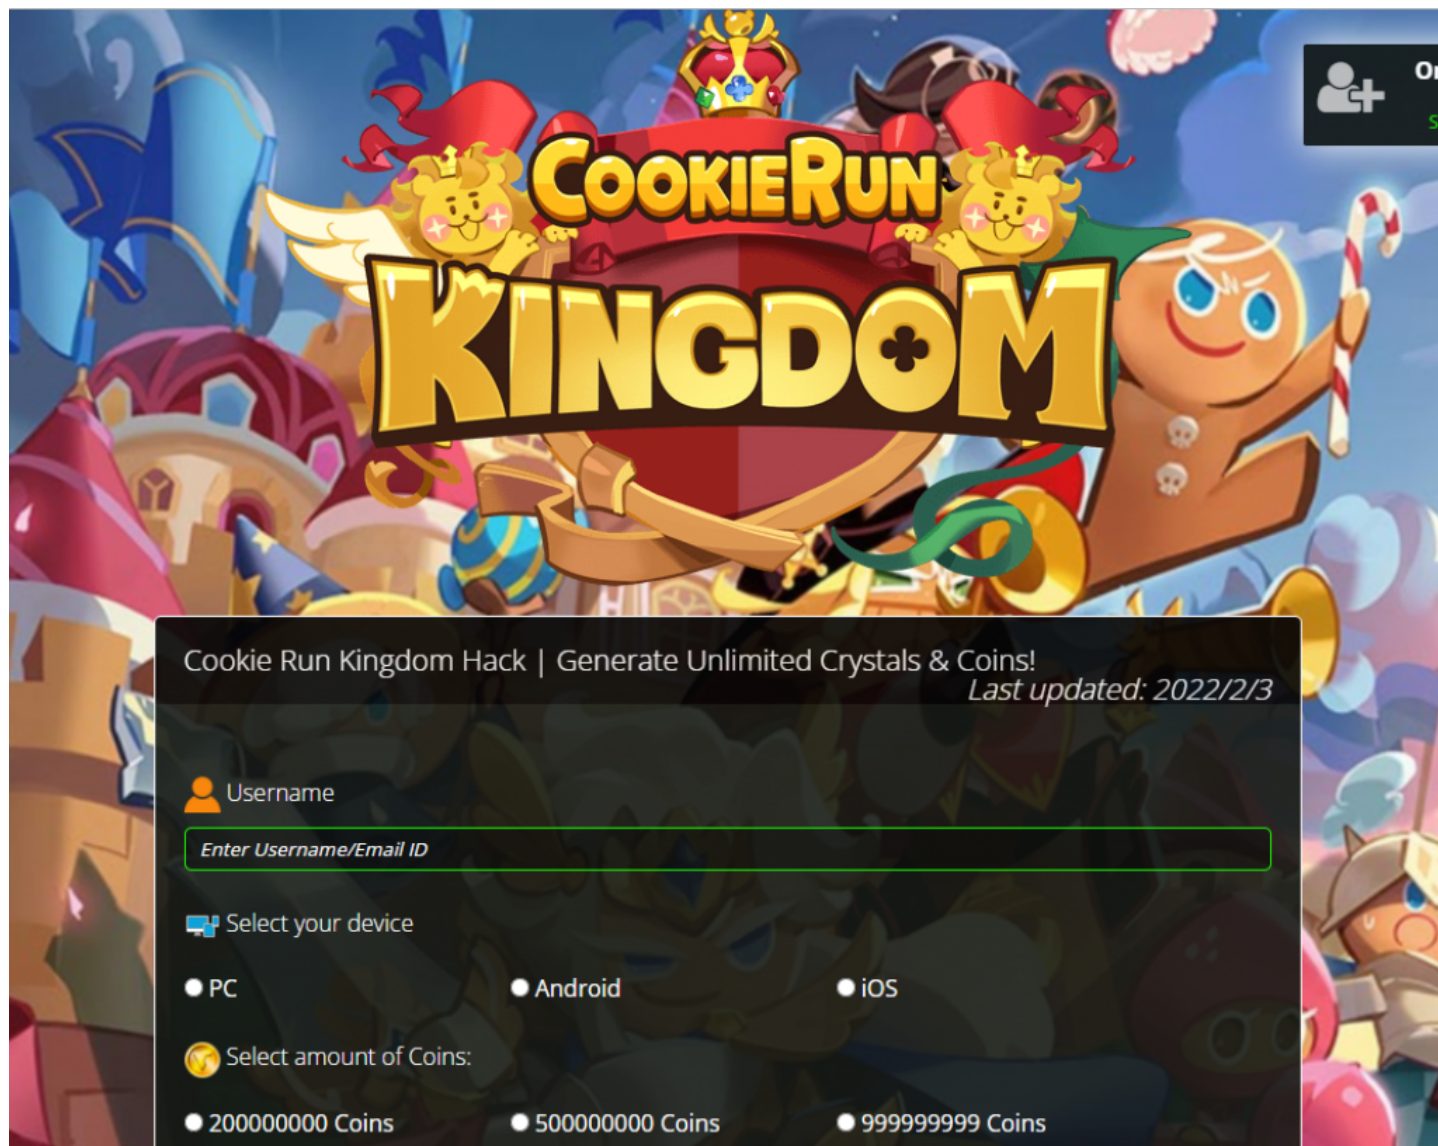 COOKIERUN
KINGDOM
Cookie Run Kingdom Hack | Generate Unlimited Crystals & Coins!
Last updated: 2022/2/3
Username
Enter Username/Email ID
Select your device
PC
Android
iOS
Select amount of Coins:
200000000 Coins
500000000 Coins
999999999 Coins